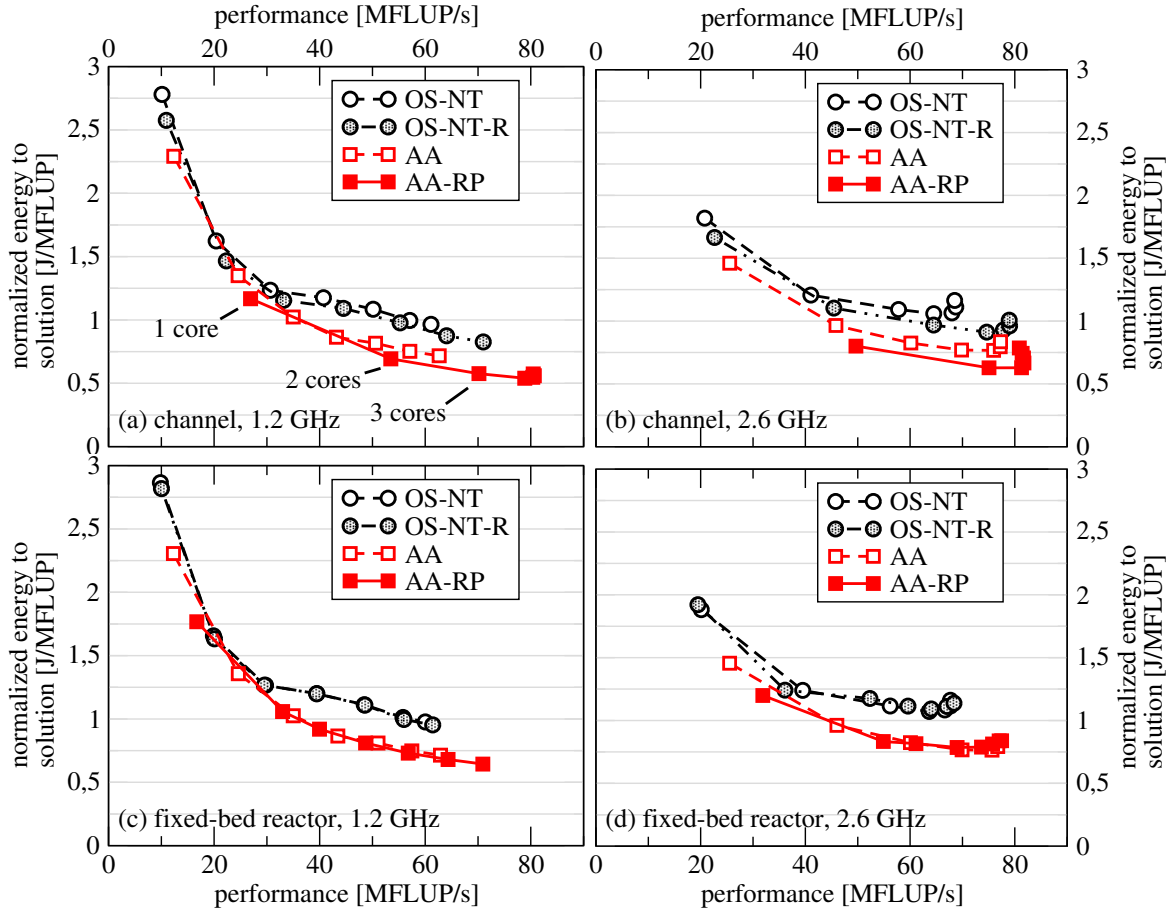 performance [MFLUP/s]
performance [MFLUP/s]
0 20 40 60 80
0 20 40 60 80
normalized energy to
solution [J/MFLUP]
3
2,5
2
1,5
1
0,5
0
OS-NT
OS-NT-R
AA
AA-RP
1 core
2 cores
3 cores
(a) channel, 1.2 GHz
OS-NT
OS-NT-R
AA
AA-RP
(b) channel, 2.6 GHz
3
2,5
2
1,5
1
0,5
0
normalized energy to
solution [J/MFLUP]
normalized energy to
solution [J/MFLUP]
3
2,5
2
1,5
1
0,5
0
OS-NT
OS-NT-R
AA
AA-RP
(c) fixed-bed reactor, 1.2 GHz
OS-NT
OS-NT-R
AA
AA-RP
(d) fixed-bed reactor, 2.6 GHz
3
2,5
2
1,5
1
0,5
0
normalized energy to
solution [J/MFLUP]
0 20 40 60 80
0 20 40 60 80
performance [MFLUP/s]
performance [MFLUP/s]